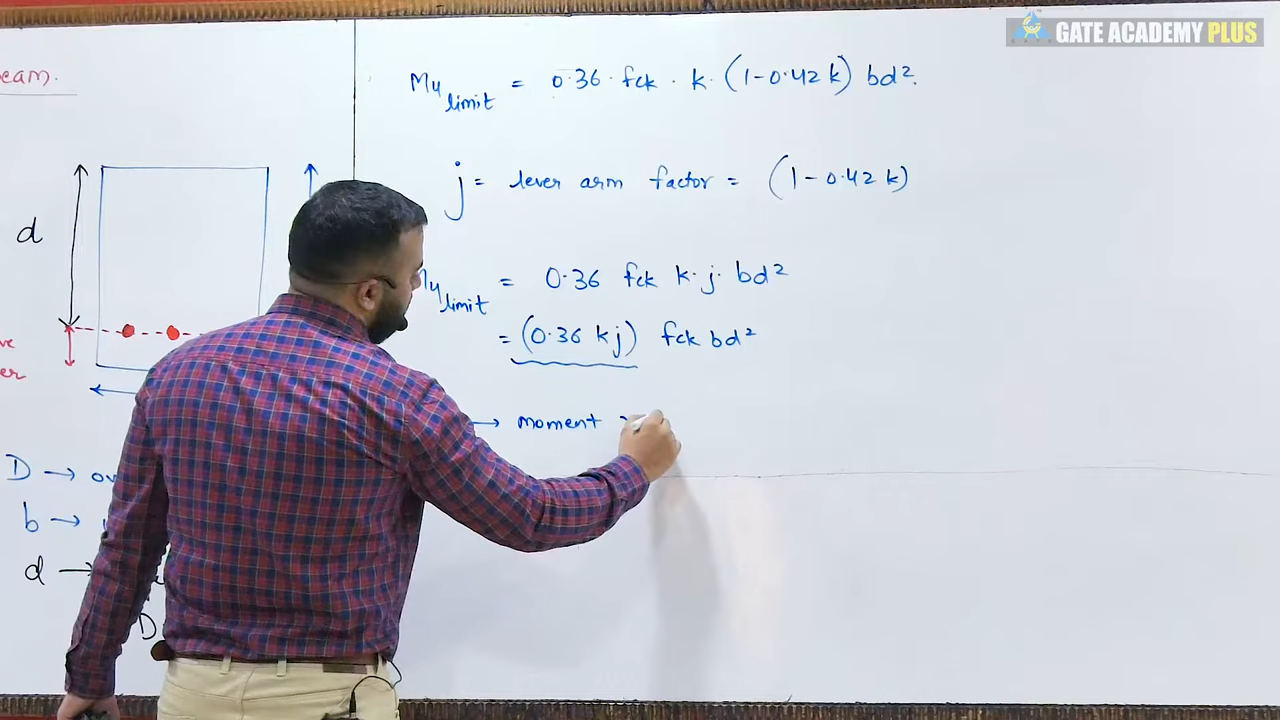 GATE ACADEMY PLUS
eam.
d
D →
b →
d →
D
Mu limit = 0.36 . fck . k . (1 - 0.42 k) bd².
j = lever arm factor = (1 - 0.42 k)
Mu limit = 0.36 fck k . j . bd²
= (0.36 kj) fck bd²
→ moment